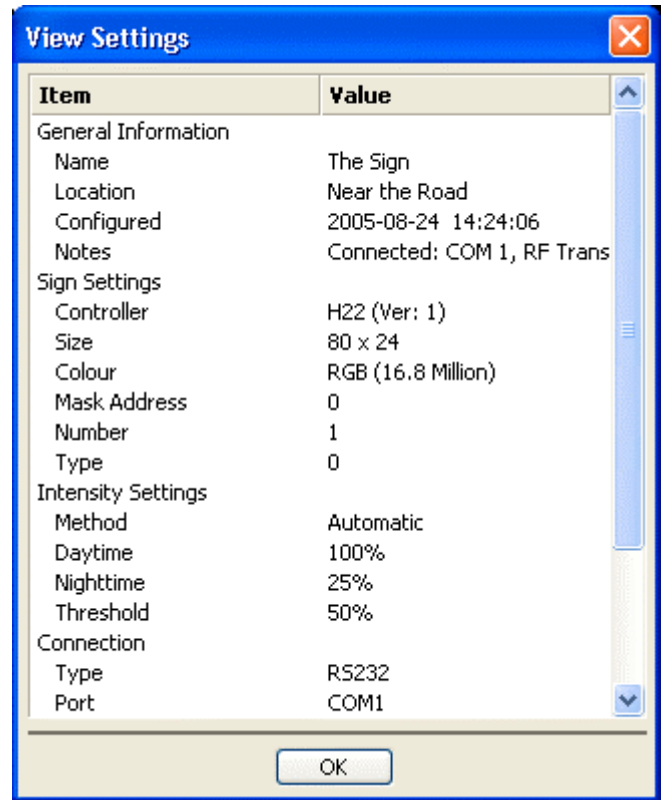 View Settings
Item Value
General Information
Name The Sign
Location Near the Road
Configured 2005-08-24 14:24:06
Notes Connected: COM 1, RF Trans
Sign Settings
Controller H22 (Ver: 1)
Size 80 x 24
Colour RGB (16.8 Million)
Mask Address 0
Number 1
Type 0
Intensity Settings
Method Automatic
Daytime 100%
Nighttime 25%
Threshold 50%
Connection
Type RS232
Port COM1
OK